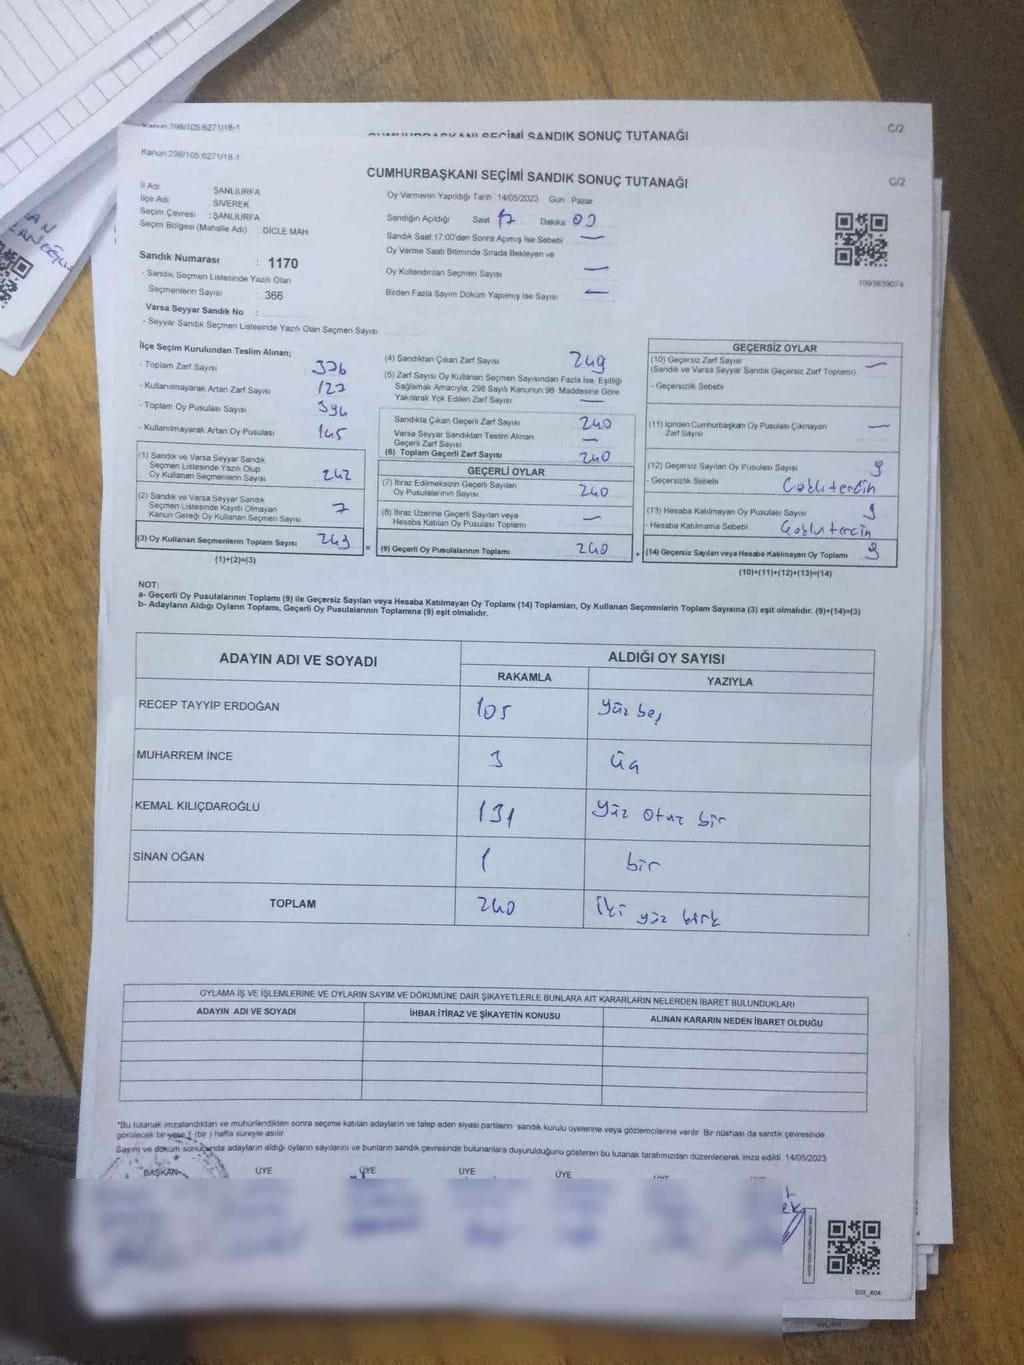 Kanun 298/105,6271/18-1
SEÇİMİ SANDIK SONUÇ TUTANAĞI
C/2
Kanun 298/105,6271/18-1
CUMHURBAŞKANI SEÇİMİ SANDIK SONUÇ TUTANAĞI
C/2
İl Adı ŞANLIURFA
İlçe Adı SİVEREK
Seçim Çevresi : ŞANLIURFA
Seçim Bölgesi (Mahalle Adı) : DİCLE MAH
Sandık Numarası : 1170
- Sandık Seçmen Listesinde Yazılı Olan
Seçmenlerin Sayısı : 366
Varsa Seyyar Sandık No :
- Seyyar Sandık Seçmen Listesinde Yazılı Olan Seçmen Sayısı
Oy Vermenin Yapıldığı Tarih 14/05/2023 Gün Pazar
Sandığın Açıldığı Saat 17 Dakika 00
Sandık Saat 17:00'den Sonra Açımış İse Sebebi —
Oy Verme Saati Bitiminde Sırada Bekleyen ve
Oy Kullandırılan Seçmen Sayısı —
Birden Fazla Sayım Döküm Yapılmış İse Sayısı —
1091639074
İlçe Seçim Kurulundan Teslim Alınan;
- Toplam Zarf Sayısı 376
- Kullanılmayarak Artan Zarf Sayısı 127
- Toplam Oy Pusulası Sayısı 394
- Kullanılmayarak Artan Oy Pusulası 145
(1) Sandık ve Varsa Seyyar Sandık
Seçmen Listesinde Yazılı Olup
Oy Kullanan Seçmenlerin Sayısı 242
(2) Sandık ve Varsa Seyyar Sandık
Seçmen Listesinde Kayıtlı Olmayan
Kanun Gereği Oy Kullanan Seçmen Sayısı 7
(3) Oy Kullanan Seçmenlerin Toplam Sayısı 249
(1)+(2)=(3)
(4) Sandıktan Çıkan Zarf Sayısı 249
(5) Zarf Sayısı Oy Kullanan Seçmen Sayısından Fazla İse, Eşitliği
Sağlamak Amacıyla, 298 Sayılı Kanunun 98. Maddesine Göre
Yakılarak Yok Edilen Zarf Sayısı —
Sandıkta Çıkan Geçerli Zarf Sayısı 240
Varsa Seyyar Sandıktan Teslim Alınan
Geçerli Zarf Sayısı —
(6) Toplam Geçerli Zarf Sayısı 240
GEÇERLİ OYLAR
(7) İtiraz Edilmeksizin Geçerli Sayılan
Oy Pusulalarının Sayısı 240
(8) İtiraz Üzerine Geçerli Sayılan veya
Hesaba Katılan Oy Pusulası Toplamı —
= (9) Geçerli Oy Pusulalarının Toplamı 240
GEÇERSİZ OYLAR
(10) Geçersiz Zarf Sayısı —
(Sandık ve Varsa Seyyar Sandık Geçersiz Zarf Toplamı)
- Geçersizlik Sebebi
(11) İçinden Cumhurbaşkanı Oy Pusulası Çıkmayan
Zarf Sayısı —
(12) Geçersiz Sayılan Oy Pusulası Sayısı 9
- Geçersizlik Sebebi
(13) Hesaba Katılmayan Oy Pusulası Sayısı 9
- Hesaba Katılmama Sebebi
+ (14) Geçersiz Sayılan veya Hesaba Katılmayan Oy Toplamı 9
(10)+(11)+(12)+(13)=(14)
NOT:
a- Geçerli Oy Pusulalarının Toplamı (9) ile Geçersiz Sayılan veya Hesaba Katılmayan Oy Toplamı (14) Toplamları, Oy Kullanan Seçmenlerin Toplam Sayısına (3) eşit olmalıdır. (9)+(14)=(3)
b- Adayların Aldığı Oyların Toplamı, Geçerli Oy Pusulalarının Toplamına (9) eşit olmalıdır.
ADAYIN ADI VE SOYADI
ALDIĞI OY SAYISI
RAKAMLA YAZIYLA
RECEP TAYYİP ERDOĞAN 105 Yüz beş
MUHARREM İNCE 3 üç
KEMAL KILIÇDAROĞLU 131 Yüz otuz bir
SİNAN OĞAN 1 bir
TOPLAM 240 İki yüz kırk
OYLAMA İŞ VE İŞLEMLERİNE VE OYLARIN SAYIM VE DÖKÜMÜNE DAİR ŞİKAYETLERLE BUNLARA AİT KARARLARIN NELERDEN İBARET BULUNDUKLARI
ADAYIN ADI VE SOYADI İHBAR İTİRAZ VE ŞİKAYETİN KONUSU ALINAN KARARIN NEDEN İBARET OLDUĞU
*Bu tutanak imzalandıktan ve mühürlendikten sonra seçime katılan adayların ve talep eden siyasi partilerin sandık kurulu üyelerine veya gözlemcilerine verilir. Bir nüshası da sandık çevresinde
görülecek bir yere 1 (bir ) hafta süreyle asılır.
Sayım ve döküm sonucunda adayların aldığı oyların sayılarını ve bunların sandık çevresinde bulunanlara duyurulduğunu gösteren bu tutanak tarafımızdan düzenlenerek imza edildi. 14/05/2023
BAŞKAN ÜYE ÜYE ÜYE ÜYE